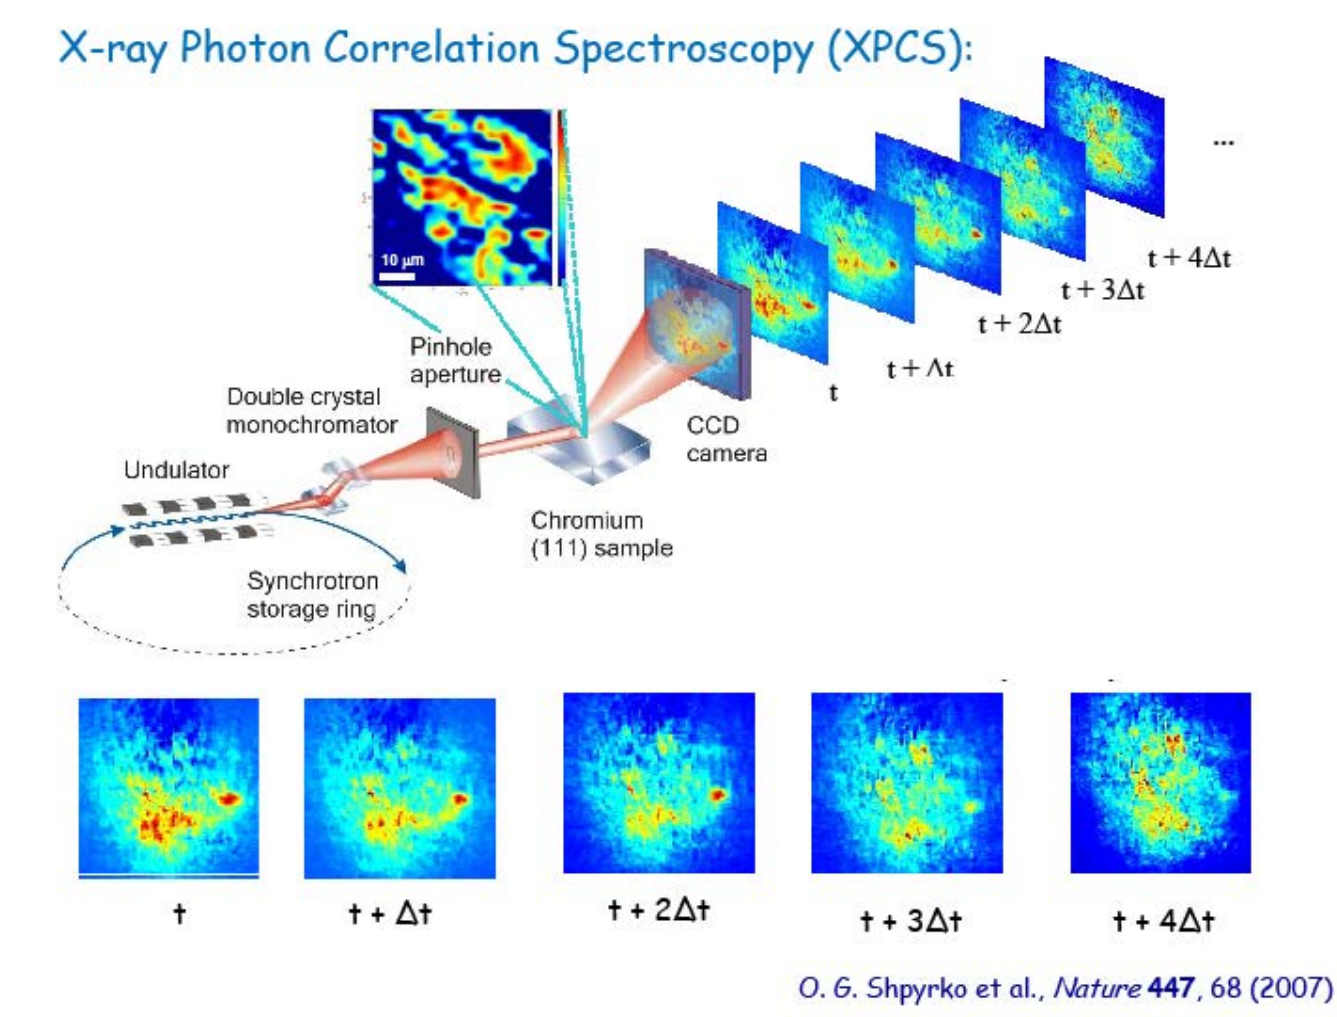 X-ray Photon Correlation Spectroscopy (XPCS):
10 μm
...
t + 4Δt
t + 3Δt
t + 2Δt
t + Δt
t
Pinhole
aperture
Double crystal
monochromator
CCD
camera
Undulator
Chromium
(111) sample
Synchrotron
storage ring
t
t + Δt
t + 2Δt
t + 3Δt
t + 4Δt
O. G. Shpyrko et al., Nature 447, 68 (2007)